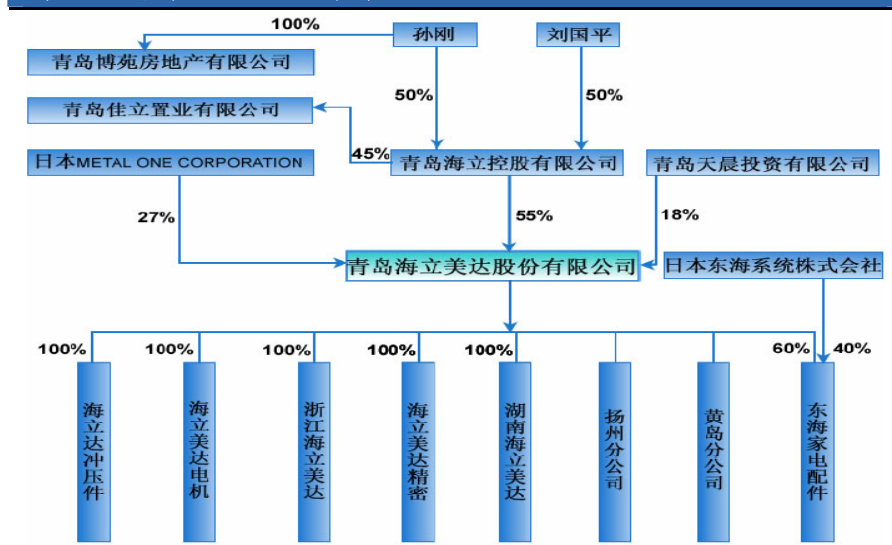 100%
孙刚
刘国平
青岛博苑房地产有限公司
50%
50%
青岛佳立置业有限公司
45%
日本METAL ONE CORPORATION
青岛海立控股有限公司
青岛天晨投资有限公司
27%
55%
18%
青岛海立美达股份有限公司
日本东海系统株式会社
100%
100%
100%
100%
100%
60%
40%
海立达冲压件
海立美达电机
浙江海立美达
海立美达精密
湖南海立美达
扬州分公司
黄岛分公司
东海家电配件